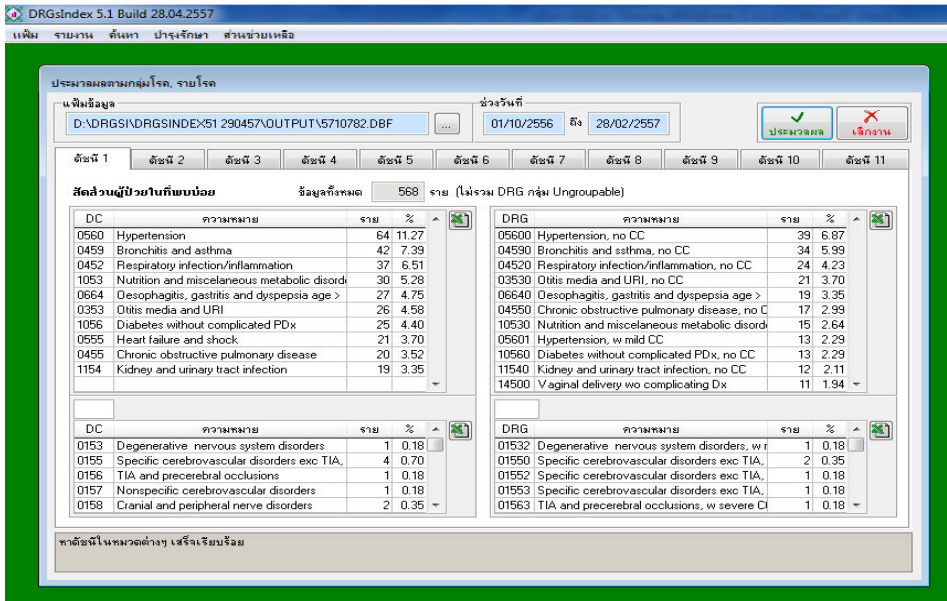 DRGsIndex 5.1 Build 28.04.2557
แฟ้ม รายงาน ค้นหา บำรุงรักษา ส่วนช่วยเหลือ
ประมวลผลตามกลุ่มโรค, รายโรค
แฟ้มข้อมูล ช่วงวันที่
D:\DRGSI\DRGSINDEX51 290457\OUTPUT\5710782.DBF ... 01/10/2556 ถึง 28/02/2557 ประมวลผล เลิกงาน
ดัชนี 1 ดัชนี 2 ดัชนี 3 ดัชนี 4 ดัชนี 5 ดัชนี 6 ดัชนี 7 ดัชนี 8 ดัชนี 9 ดัชนี 10 ดัชนี 11
สัดส่วนผู้ป่วยในที่พบบ่อย ข้อมูลทั้งหมด 568 ราย (ไม่รวม DRG กลุ่ม Ungroupable)
DC ความหมาย ราย %
0560 Hypertension 64 11.27
0459 Bronchitis and asthma 42 7.39
0452 Respiratory infection/inflammation 37 6.51
1053 Nutrition and miscelaneous metabolic disorde 30 5.28
0664 Oesophagitis, gastritis and dyspepsia age > 27 4.75
0353 Otitis media and URI 26 4.58
1056 Diabetes without complicated PDx 25 4.40
0555 Heart failure and shock 21 3.70
0455 Chronic obstructive pulmonary disease 20 3.52
1154 Kidney and urinary tract infection 19 3.35
DRG ความหมาย ราย %
05600 Hypertension, no CC 39 6.87
04590 Bronchitis and ssthma, no CC 34 5.99
04520 Respiratory infection/inflammation, no CC 24 4.23
03530 Otitis media and URI, no CC 21 3.70
06640 Oesophagitis, gastritis and dyspepsia age > 19 3.35
04550 Chronic obstructive pulmonary disease, no C 17 2.99
10530 Nutrition and miscelaneous metabolic disorde 15 2.64
05601 Hypertension, w mild CC 13 2.29
10560 Diabetes without complicated PDx, no CC 13 2.29
11540 Kidney and urinary tract infection, no CC 12 2.11
14500 Vaginal delivery wo complicating Dx 11 1.94
DC ความหมาย ราย %
0153 Degenerative nervous system disorders 1 0.18
0155 Specific cerebrovascular disorders exc TIA, 4 0.70
0156 TIA and precerebral occlusions 1 0.18
0157 Nonspecific cerebrovascular disorders 1 0.18
0158 Cranial and peripheral nerve disorders 2 0.35
DRG ความหมาย ราย %
01532 Degenerative nervous system disorders, w r 1 0.18
01550 Specific cerebrovascular disorders exc TIA, 2 0.35
01552 Specific cerebrovascular disorders exc TIA, 1 0.18
01553 Specific cerebrovascular disorders exc TIA, 1 0.18
01563 TIA and precerebral occlusions, w severe C 1 0.18
หาดัชนีในหมวดต่างๆ เสร็จเรียบร้อย